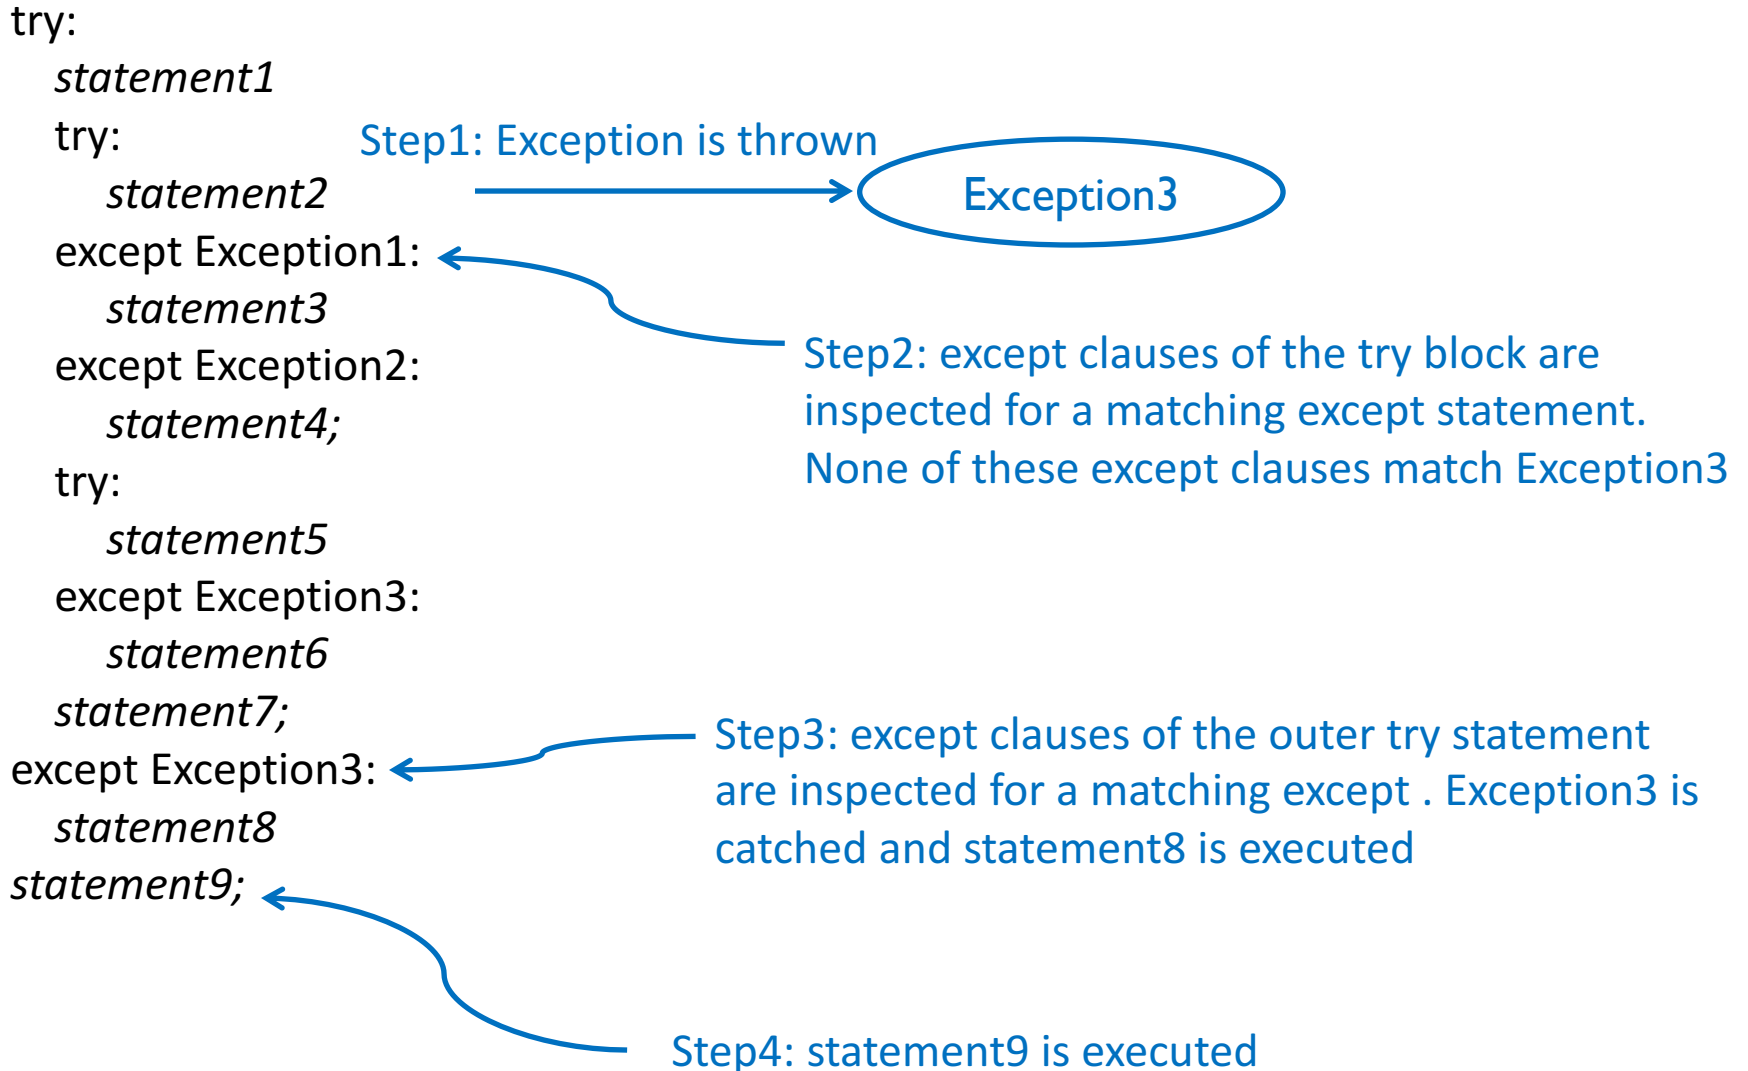 try:
statement1
try:
Step1: Exception is thrown
statement2
Exception3
except Exception1:
statement3
except Exception2:
statement4;
Step2: except clauses of the try block are
inspected for a matching except statement.
None of these except clauses match Exception3
try:
statement5
except Exception3:
statement6
statement7;
except Exception3:
Step3: except clauses of the outer try statement
are inspected for a matching except . Exception3 is
catched and statement8 is executed
statement8
statement9;
Step4: statement9 is executed